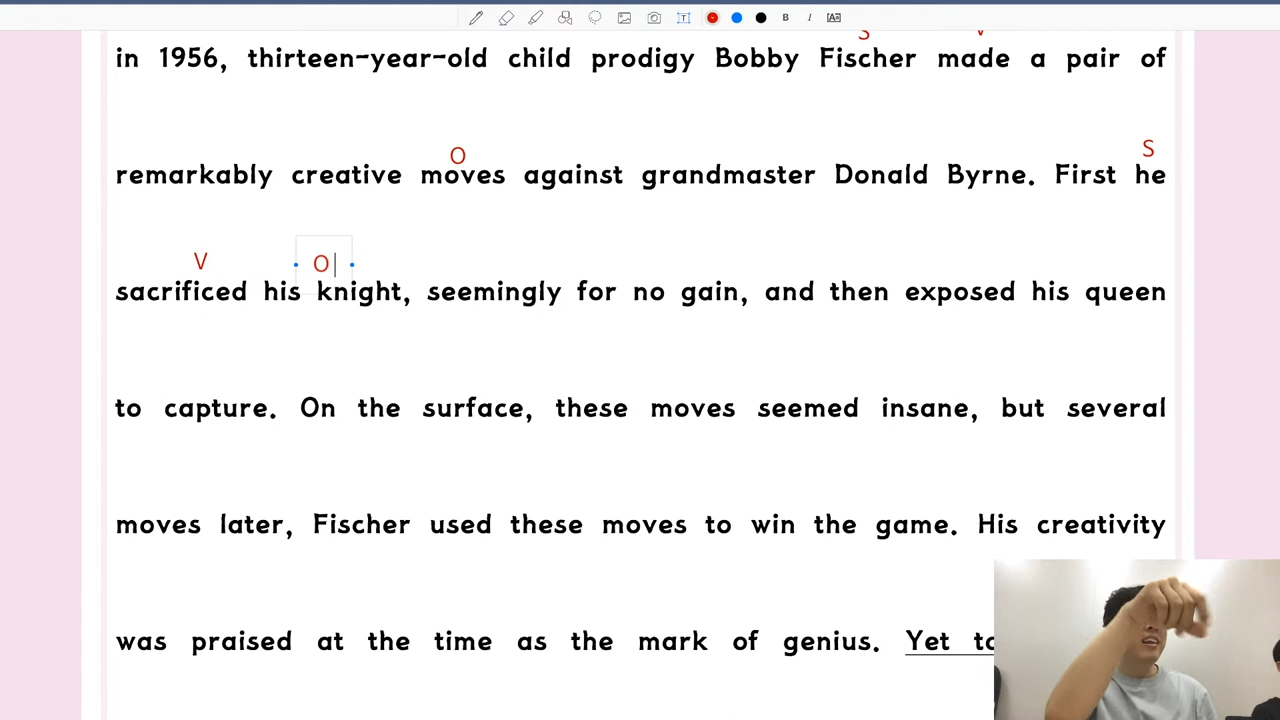 T B I A
S V
in 1956, thirteen-year-old child prodigy Bobby Fischer made a pair of
O S
remarkably creative moves against grandmaster Donald Byrne. First he
V O
sacrificed his knight, seemingly for no gain, and then exposed his queen
to capture. On the surface, these moves seemed insane, but several
moves later, Fischer used these moves to win the game. His creativity
was praised at the time as the mark of genius. Yet